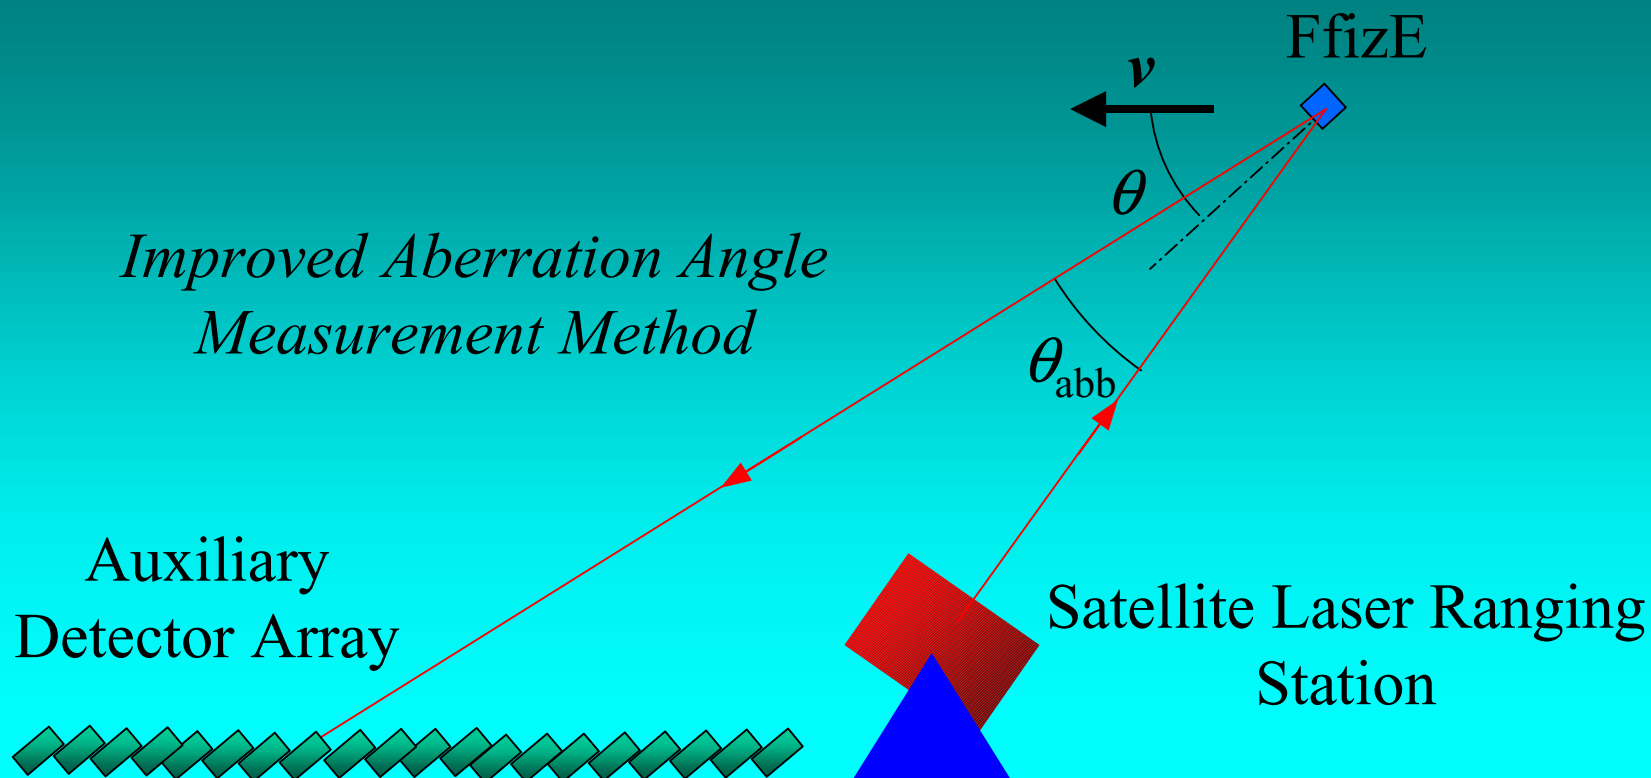 FfizE
v
θ
Improved Aberration Angle
Measurement Method
θabb
Auxiliary
Detector Array
Satellite Laser Ranging
Station